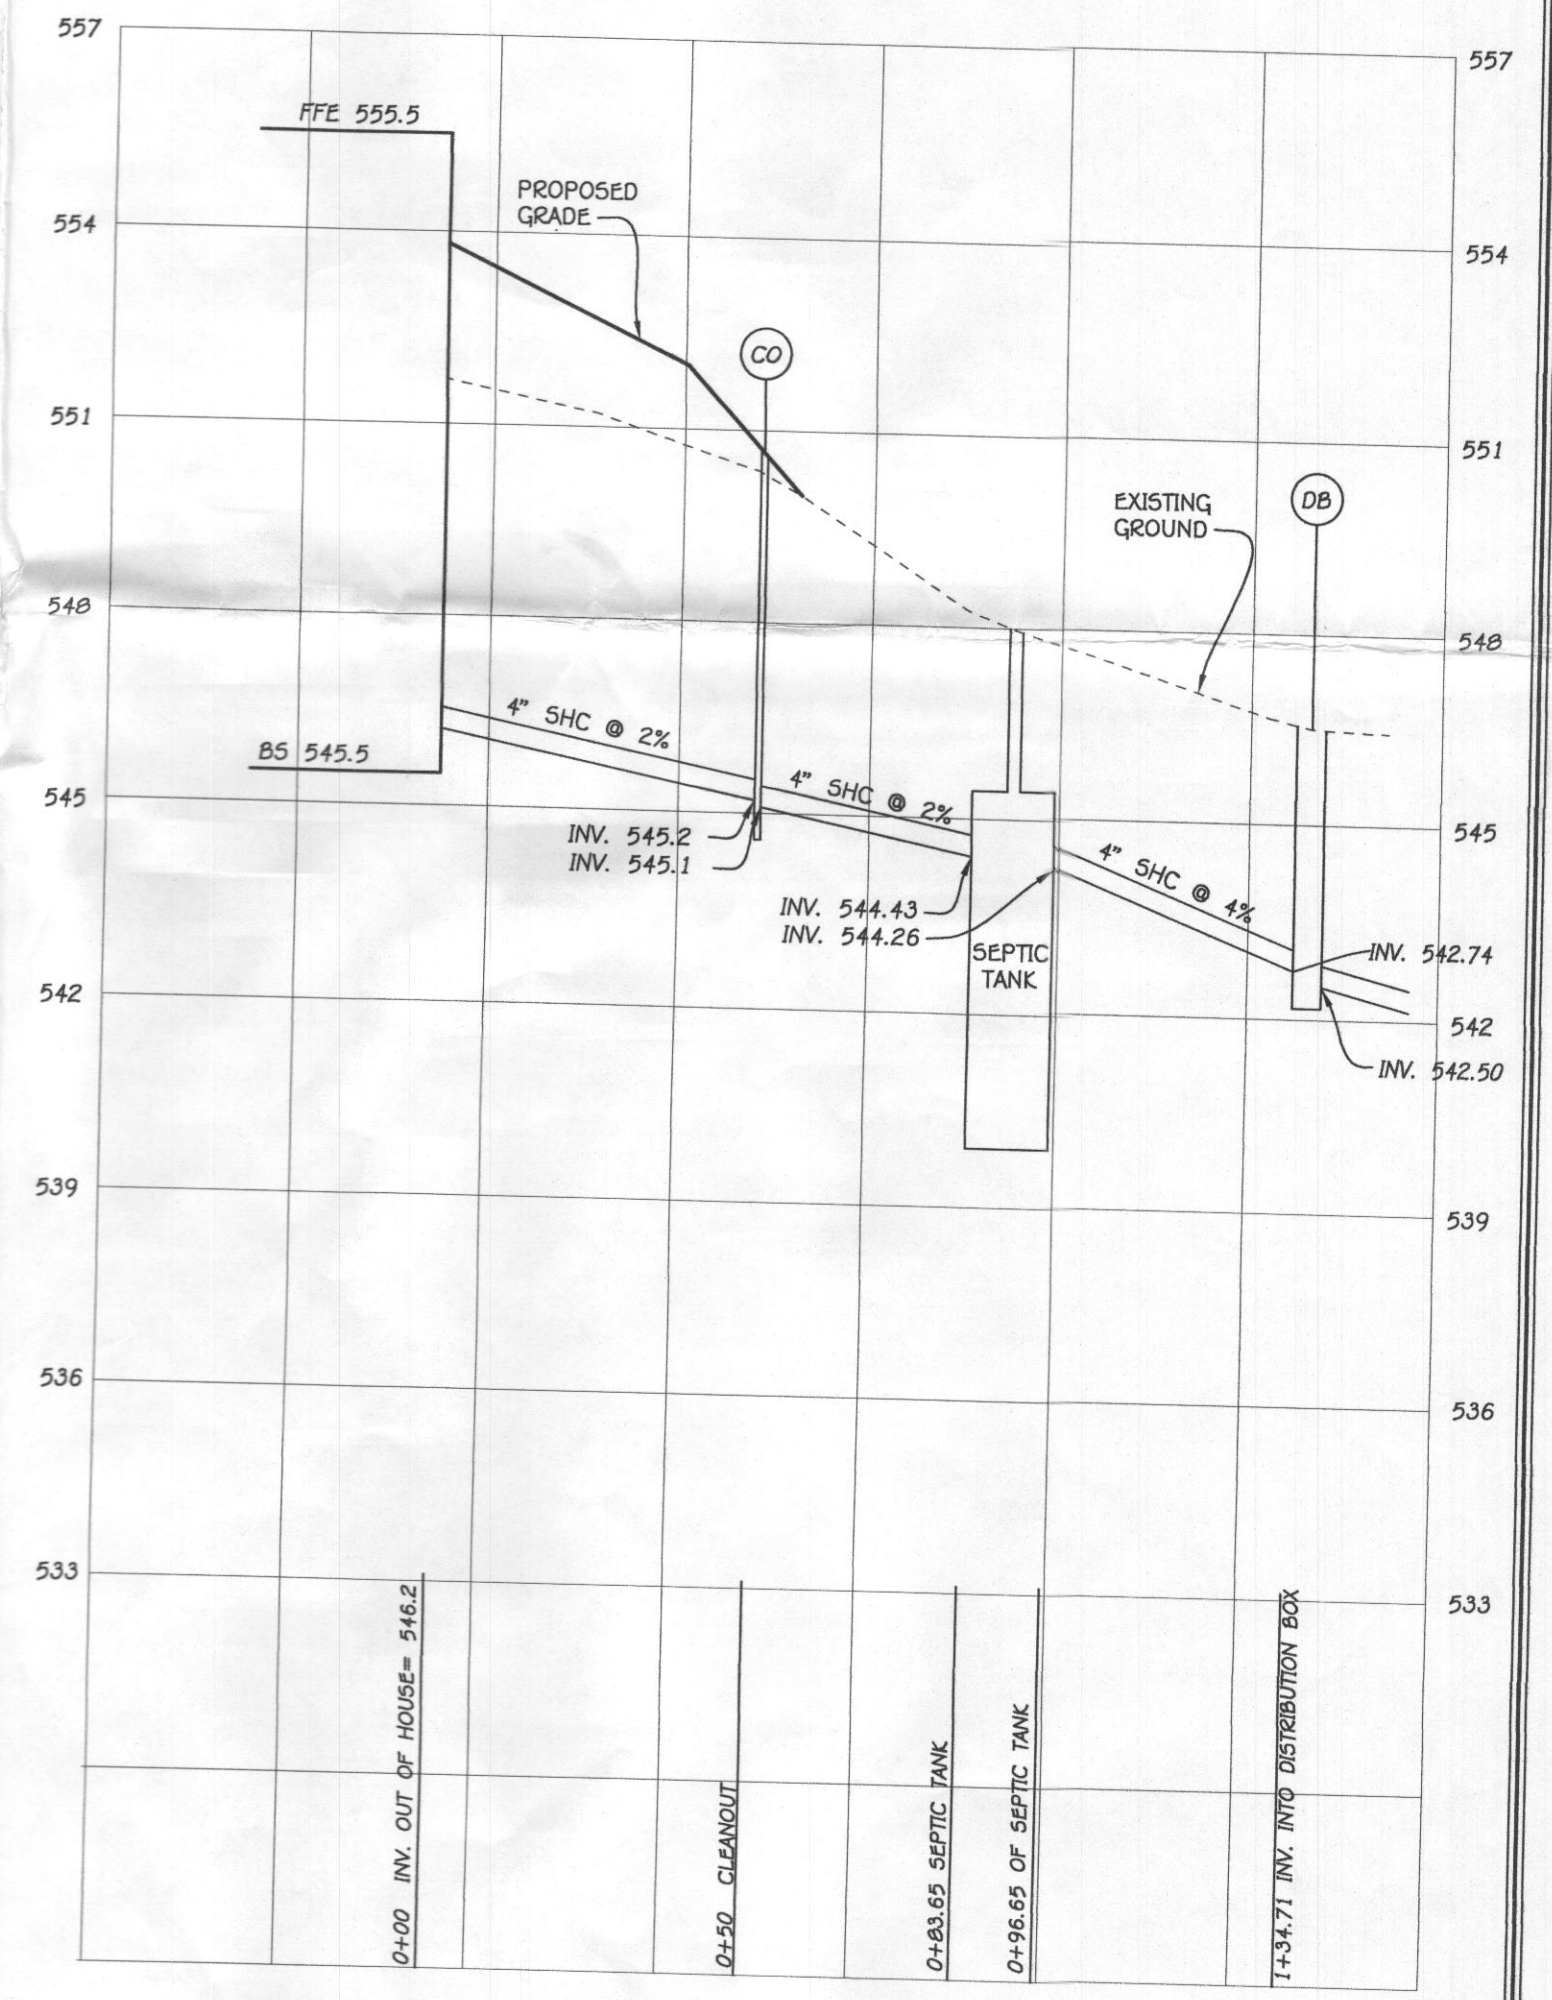 557
557
FFE 555.5
PROPOSED
GRADE
554
554
CO
551
551
DB
EXISTING
GROUND
548
548
4" SHC @ 2%
BS 545.5
4" SHC @ 2%
545
545
INV. 545.2
INV. 545.1
4" SHC @ 4%
INV. 544.43
INV. 544.26
SEPTIC
TANK
INV. 542.74
542
542
INV. 542.50
539
539
536
536
533
533
0+00 INV. OUT OF HOUSE= 546.2
0+50 CLEANOUT
0+83.65 SEPTIC TANK
0+96.65 OF SEPTIC TANK
1+34.71 INV. INTO DISTRIBUTION BOX